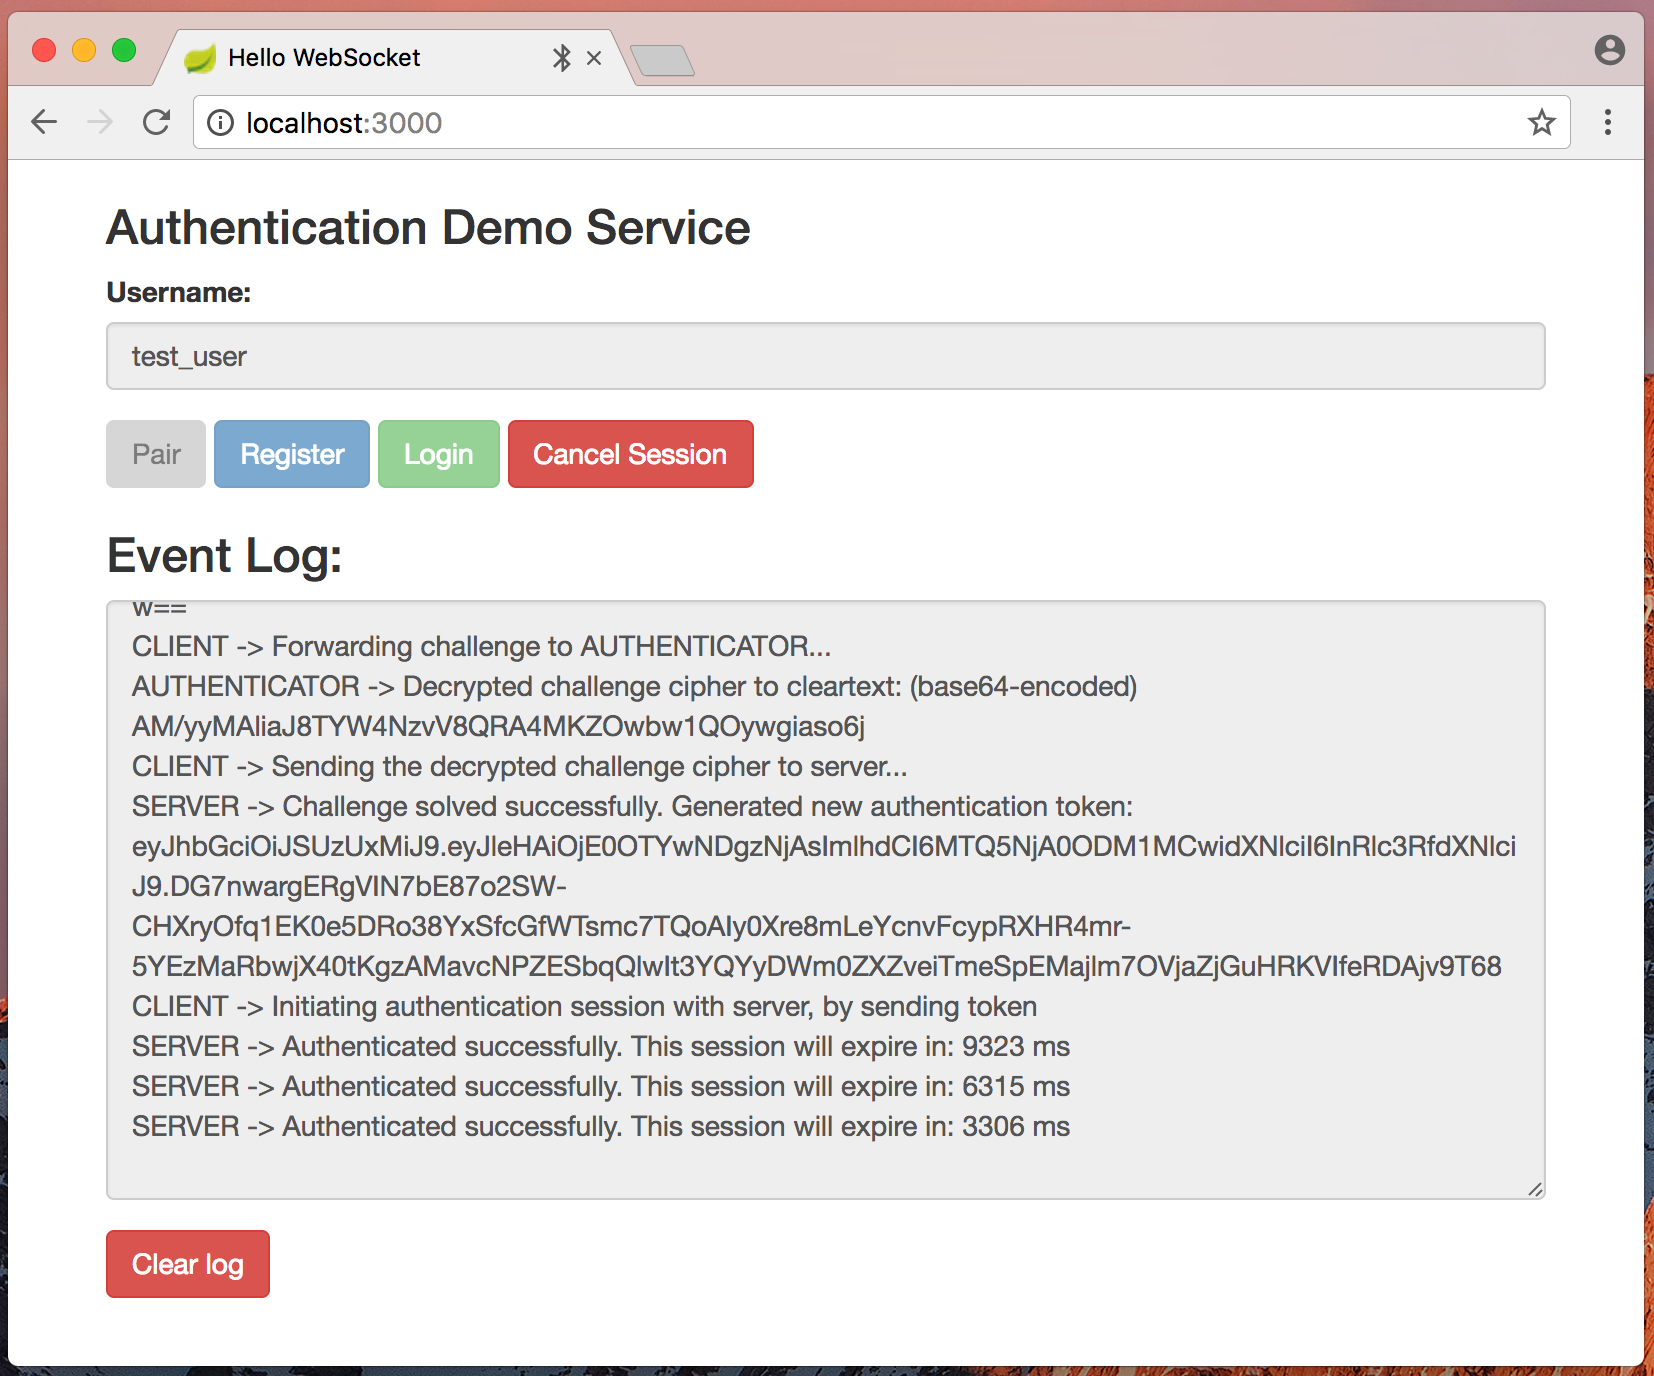 Hello WebSocket
localhost:3000
Authentication Demo Service
Username:
test_user
Pair Register Login Cancel Session
Event Log:
w==
CLIENT -> Forwarding challenge to AUTHENTICATOR...
AUTHENTICATOR -> Decrypted challenge cipher to cleartext: (base64-encoded)
AM/yyMAliaJ8TYW4NzvV8QRA4MKZOwbw1QOywgiaso6j
CLIENT -> Sending the decrypted challenge cipher to server...
SERVER -> Challenge solved successfully. Generated new authentication token:
eyJhbGciOiJSUzUxMiJ9.eyJleHAiOjE0OTYwNDgzNjAsImlhdCI6MTQ5NjA0ODM1MCwidXNlciI6InRlc3RfdXNlci
J9.DG7nwargERgVIN7bE87o2SW-
CHXryOfq1EK0e5DRo38YxSfcGfWTsmc7TQoAIy0Xre8mLeYcnvFcypRXHR4mr-
5YEzMaRbwjX40tKgzAMavcNPZESbqQlwIt3YQYyDWm0ZXZveiTmeSpEMajlm7OVjaZjGuHRKVIfeRDAjv9T68
CLIENT -> Initiating authentication session with server, by sending token
SERVER -> Authenticated successfully. This session will expire in: 9323 ms
SERVER -> Authenticated successfully. This session will expire in: 6315 ms
SERVER -> Authenticated successfully. This session will expire in: 3306 ms
Clear log